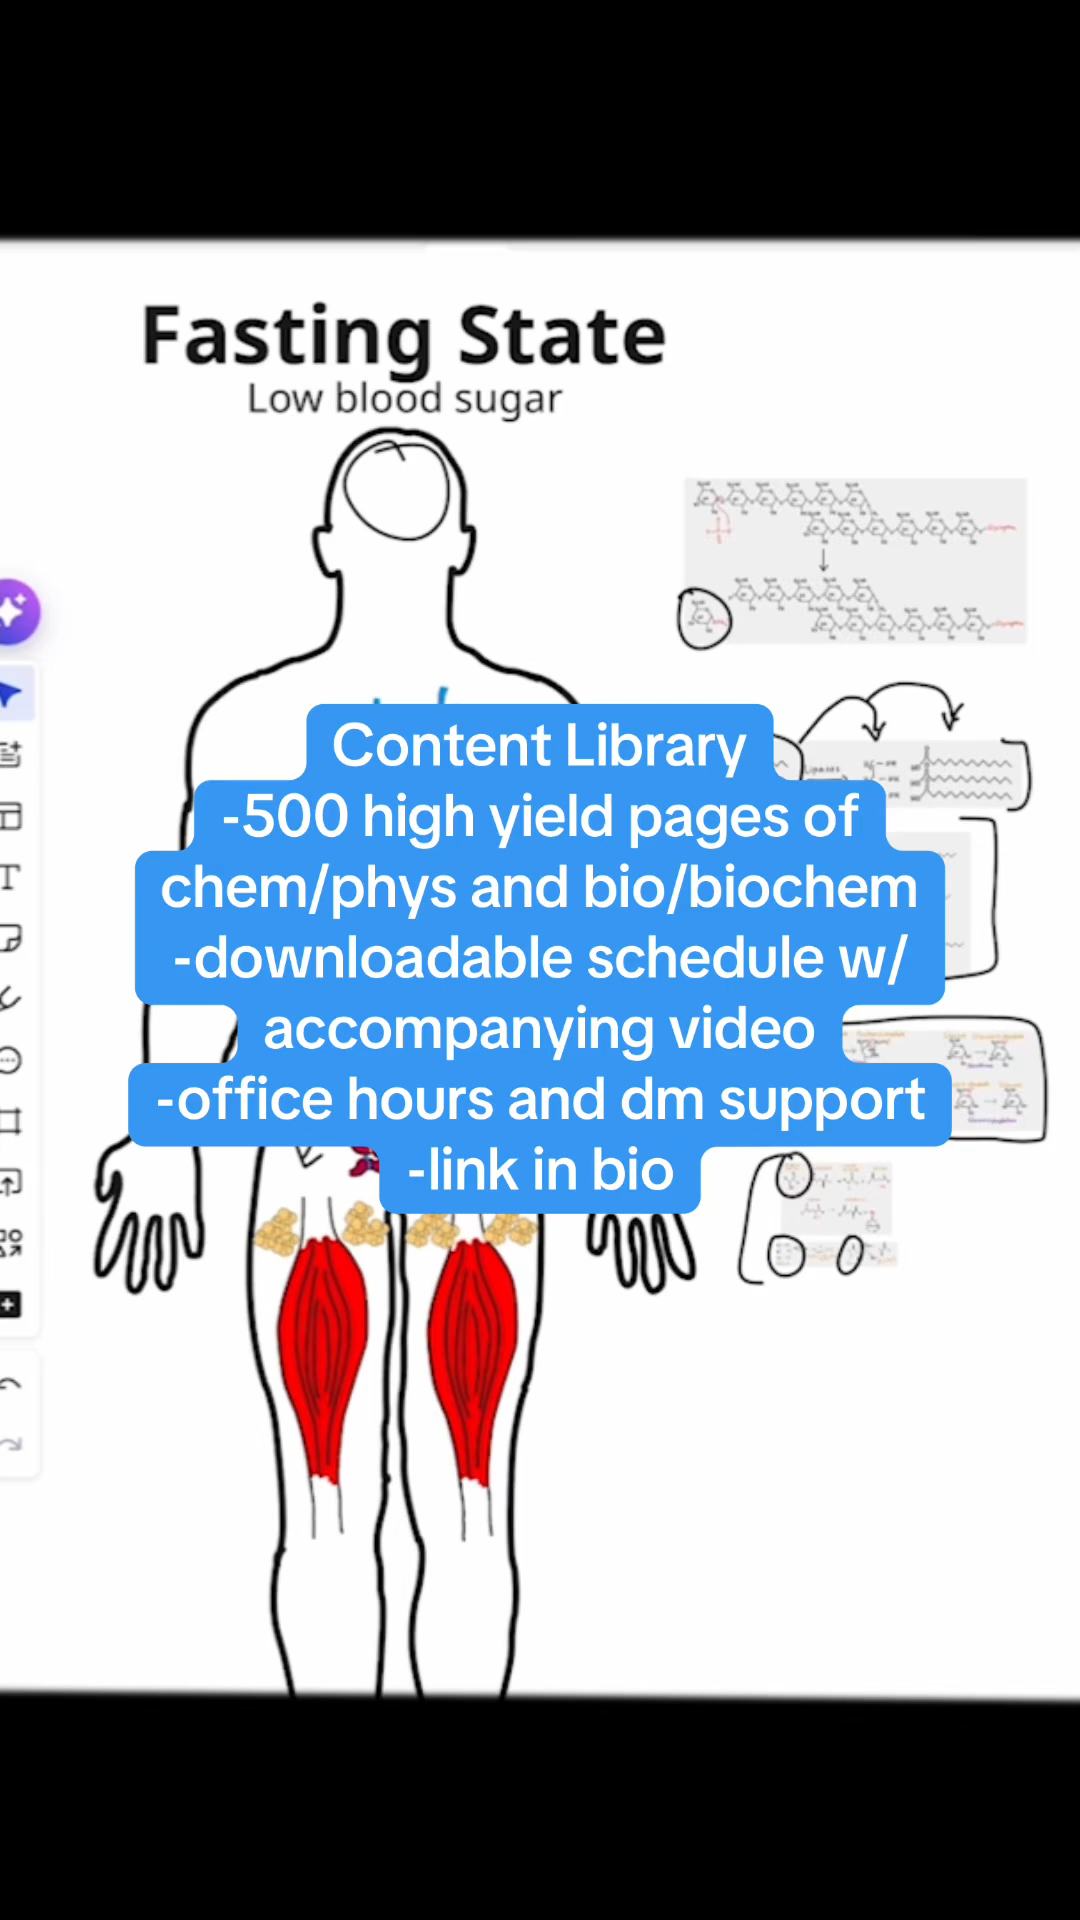 Fasting State
Low blood sugar
Content Library
-500 high yield pages of
chem/phys and bio/biochem
-downloadable schedule w/
accompanying video
-office hours and dm support
-link in bio